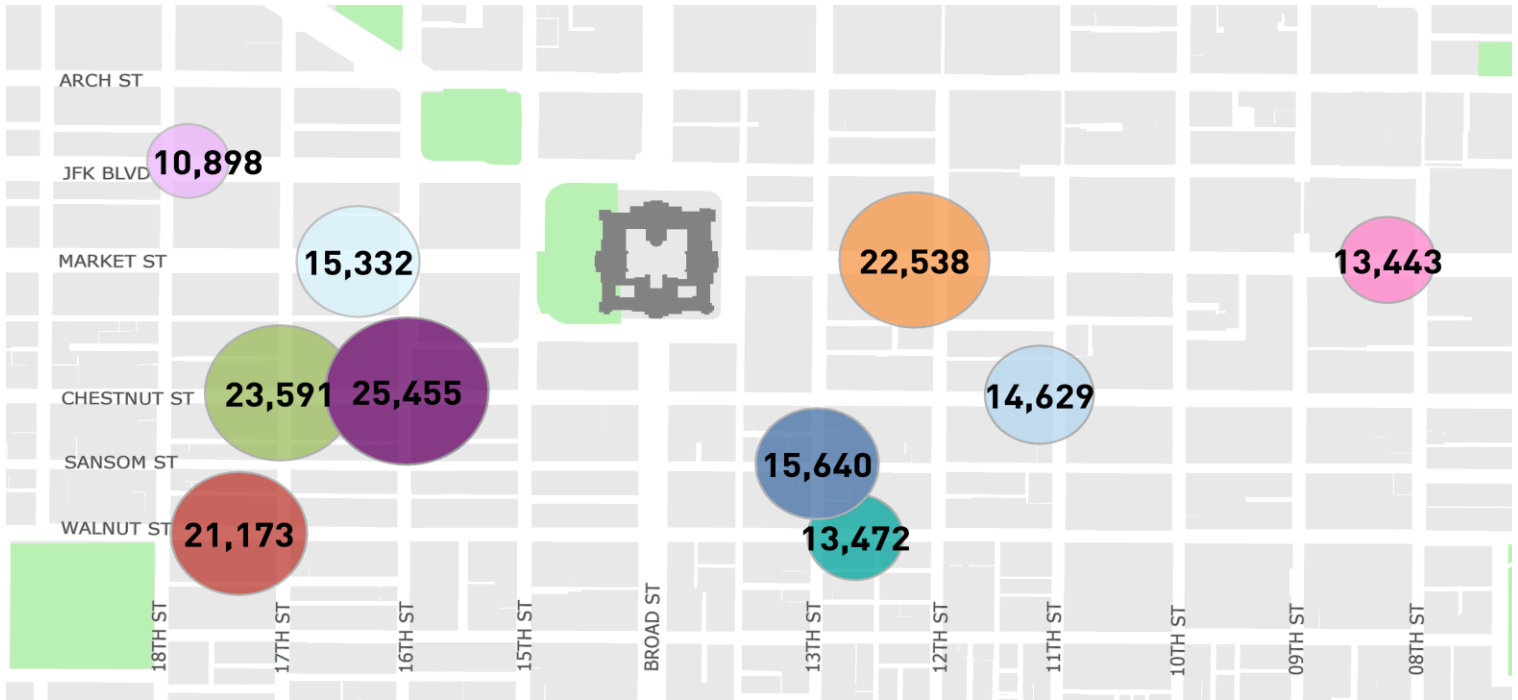 ARCH ST
10,898
JFK BLVD
MARKET ST
15,332
22,538
13,443
CHESTNUT ST
23,591
25,455
14,629
SANSOM ST
15,640
WALNUT ST
21,173
13,472
18TH ST
17TH ST
16TH ST
15TH ST
BROAD ST
13TH ST
12TH ST
11TH ST
10TH ST
09TH ST
08TH ST